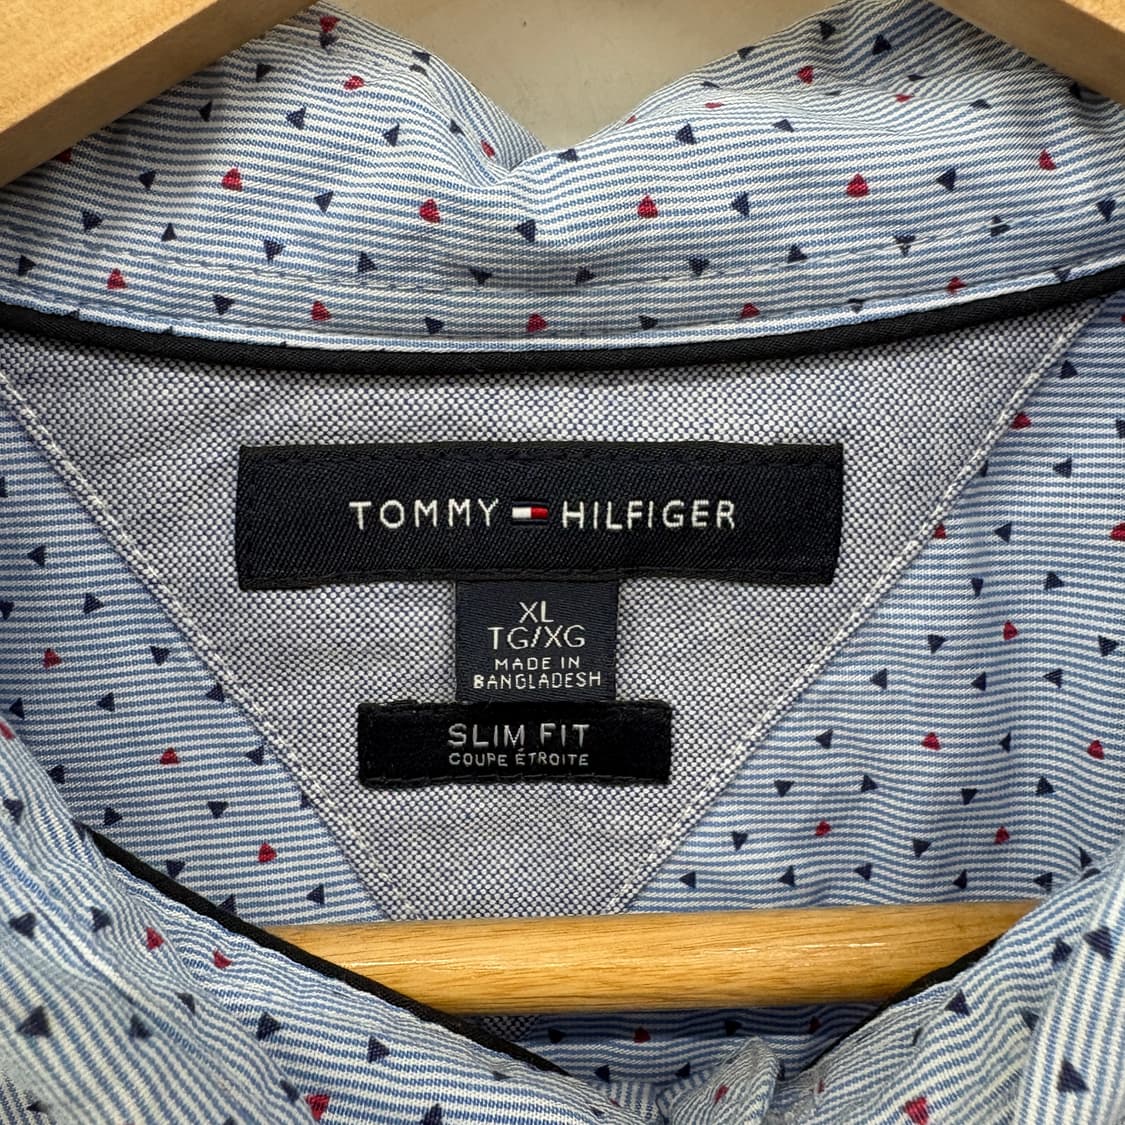 TOMMY HILFIGER
XL
TG/XG
MADE IN
BANGLADESH
SLIM FIT
COUPE ÉTROITE